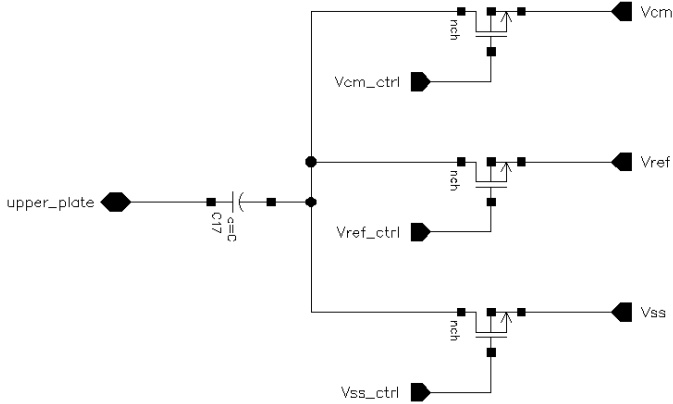 Vcm
nch
Vcm_ctrl
Vref
nch
upper_plate
C17
c=C
Vref_ctrl
Vss
nch
Vss_ctrl